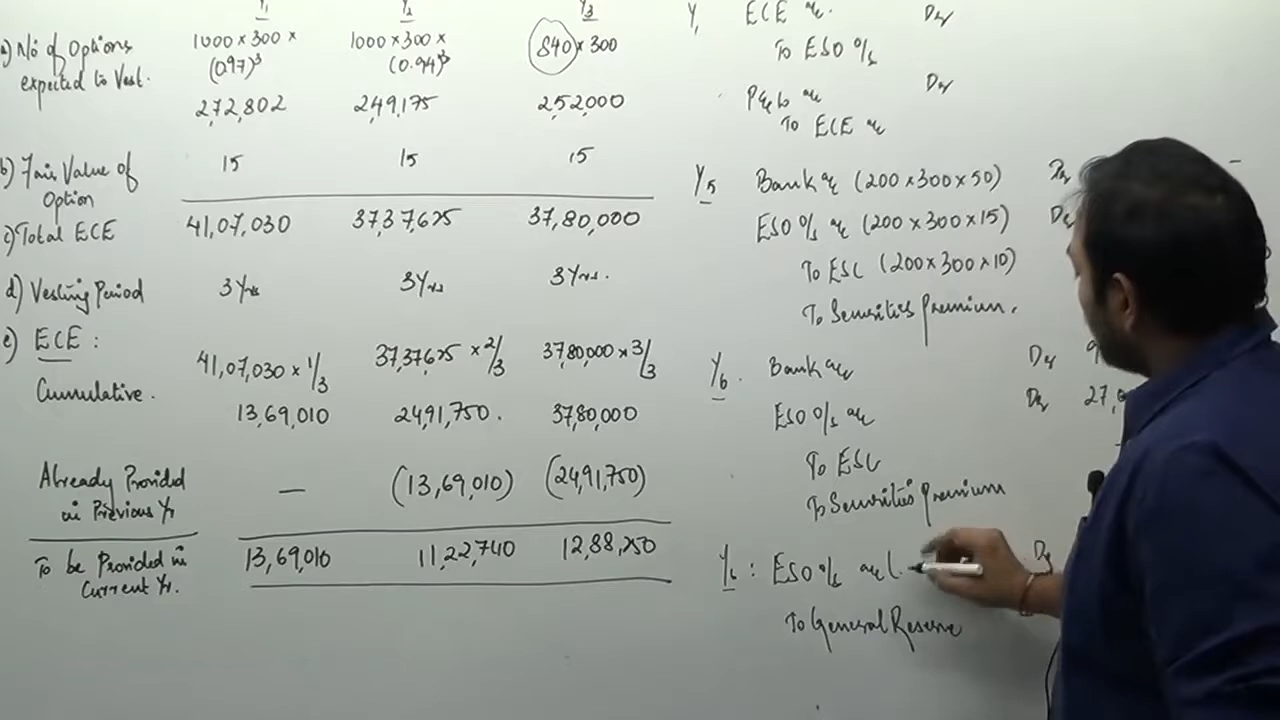 Y1 Y2 Y3
a) No of Options expected to Vest. 1000 x 300 x (0.97)³ 1000 x 300 x (0.94)³ 840 x 300
2,72,802 2,49,175 2,52,000
b) Fair Value of Option 15 15 15
c) Total ECE 41,07,030 37,37,625 37,80,000
d) Vesting Period 3 Yrs 3 Yrs 3 Yrs.
e) ECE :
Cumulative. 41,07,030 x 1/3 37,37,625 x 2/3 37,80,000 x 3/3
13,69,010 24,91,750. 37,80,000
Already Provided in Previous Yr — (13,69,010) (24,91,750)
To be Provided in Current Yr. 13,69,010 11,22,740 12,88,250
Y1 ECE a/c. Dr
To ESO o/s
P&L a/c Dr
To ECE a/c
Y5 Bank a/c (200 x 300 x 50) Dr
ESO o/s a/c (200 x 300 x 15) Dr
To ESC (200 x 300 x 10)
To Securities Premium.
Y6. Bank a/c Dr
ESO o/s a/c Dr 27,
To ESC
To Securities Premium
Y6 : ESO o/s a/c (. Dr
To General Reserve